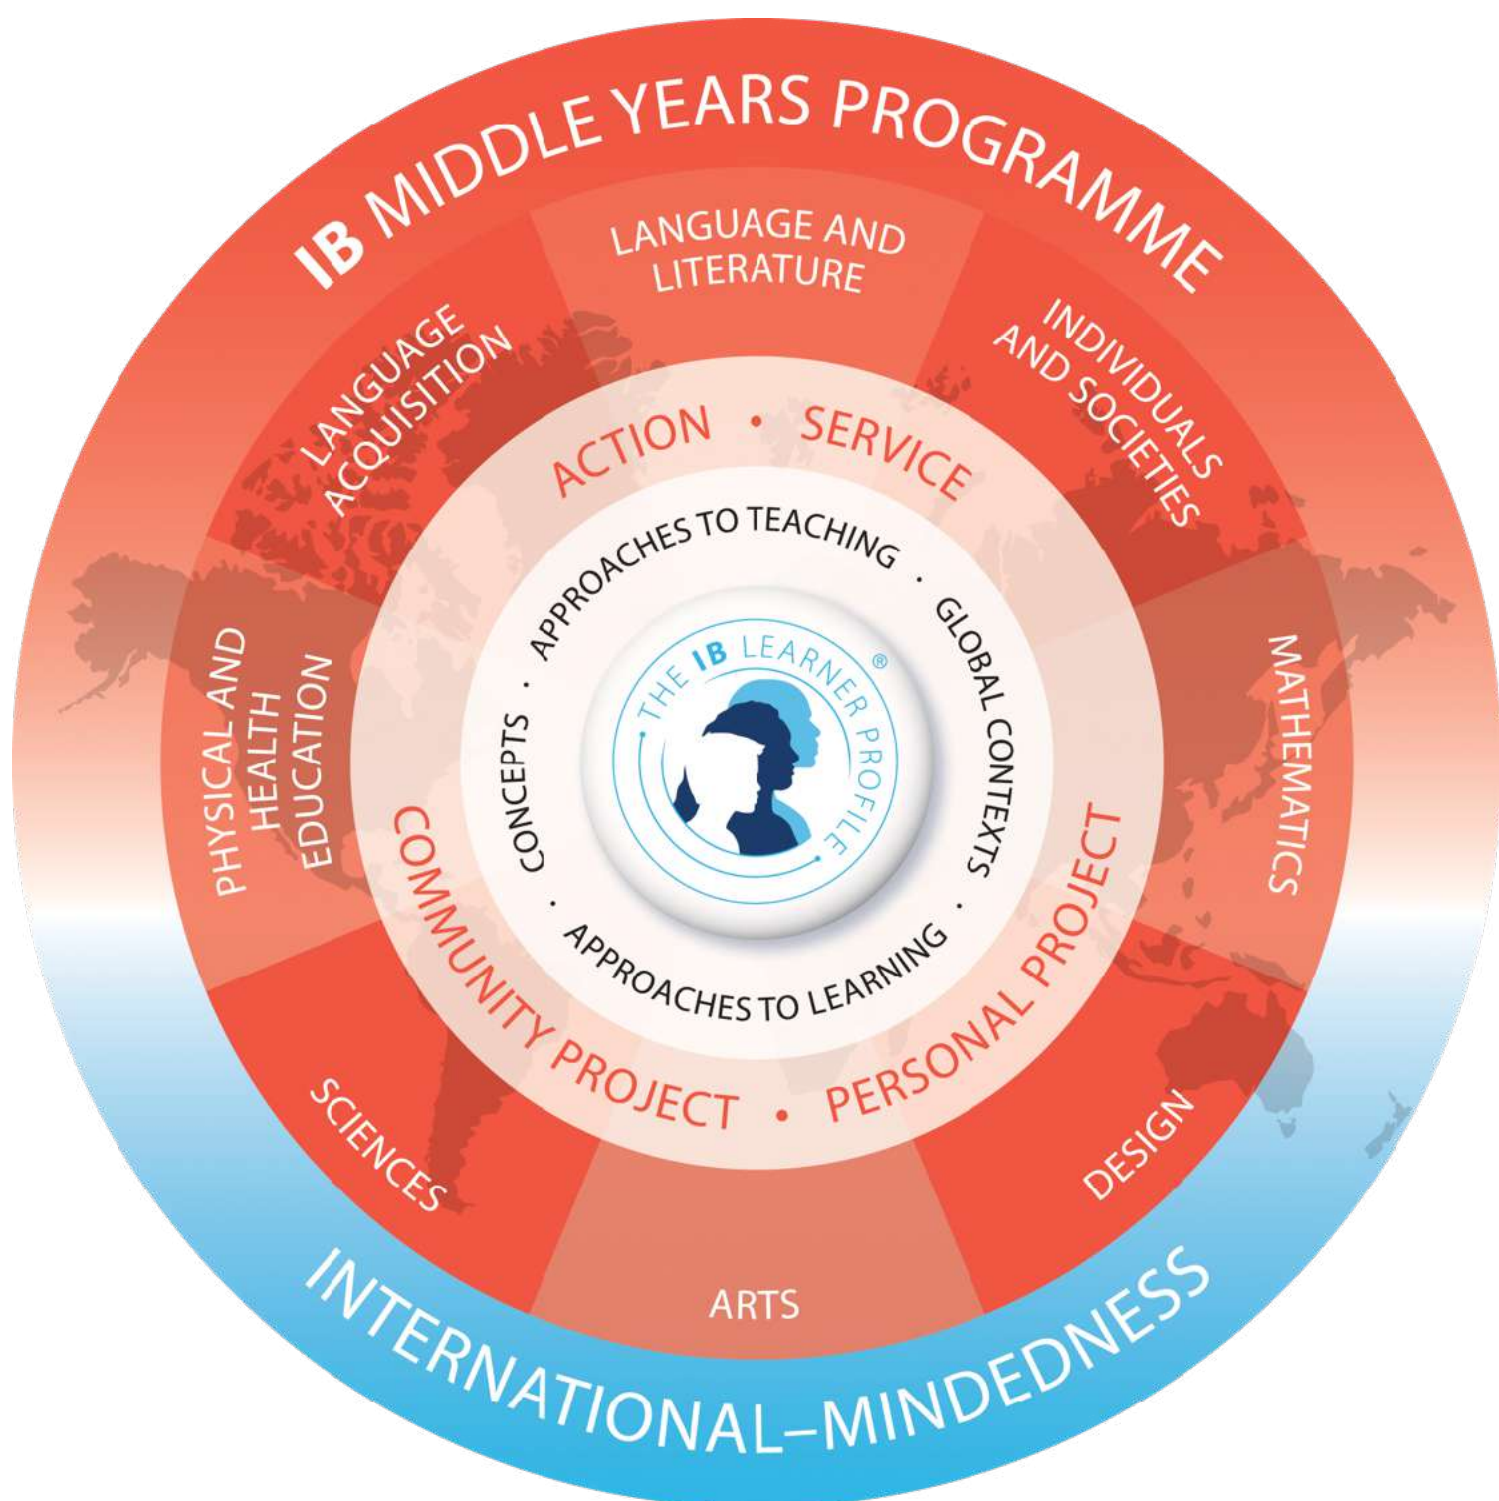 IB MIDDLE YEARS PROGRAMME
LANGUAGE AND
LITERATURE
INDIVIDUALS
AND SOCIETIES
MATHEMATICS
DESIGN
ARTS
SCIENCES
PHYSICAL AND
HEALTH
EDUCATION
LANGUAGE
ACQUISITION
ACTION • SERVICE
PERSONAL PROJECT
•
COMMUNITY PROJECT
APPROACHES TO TEACHING ·
GLOBAL CONTEXTS ·
APPROACHES TO LEARNING ·
CONCEPTS ·
THE IB LEARNER PROFILE ®
INTERNATIONAL–MINDEDNESS